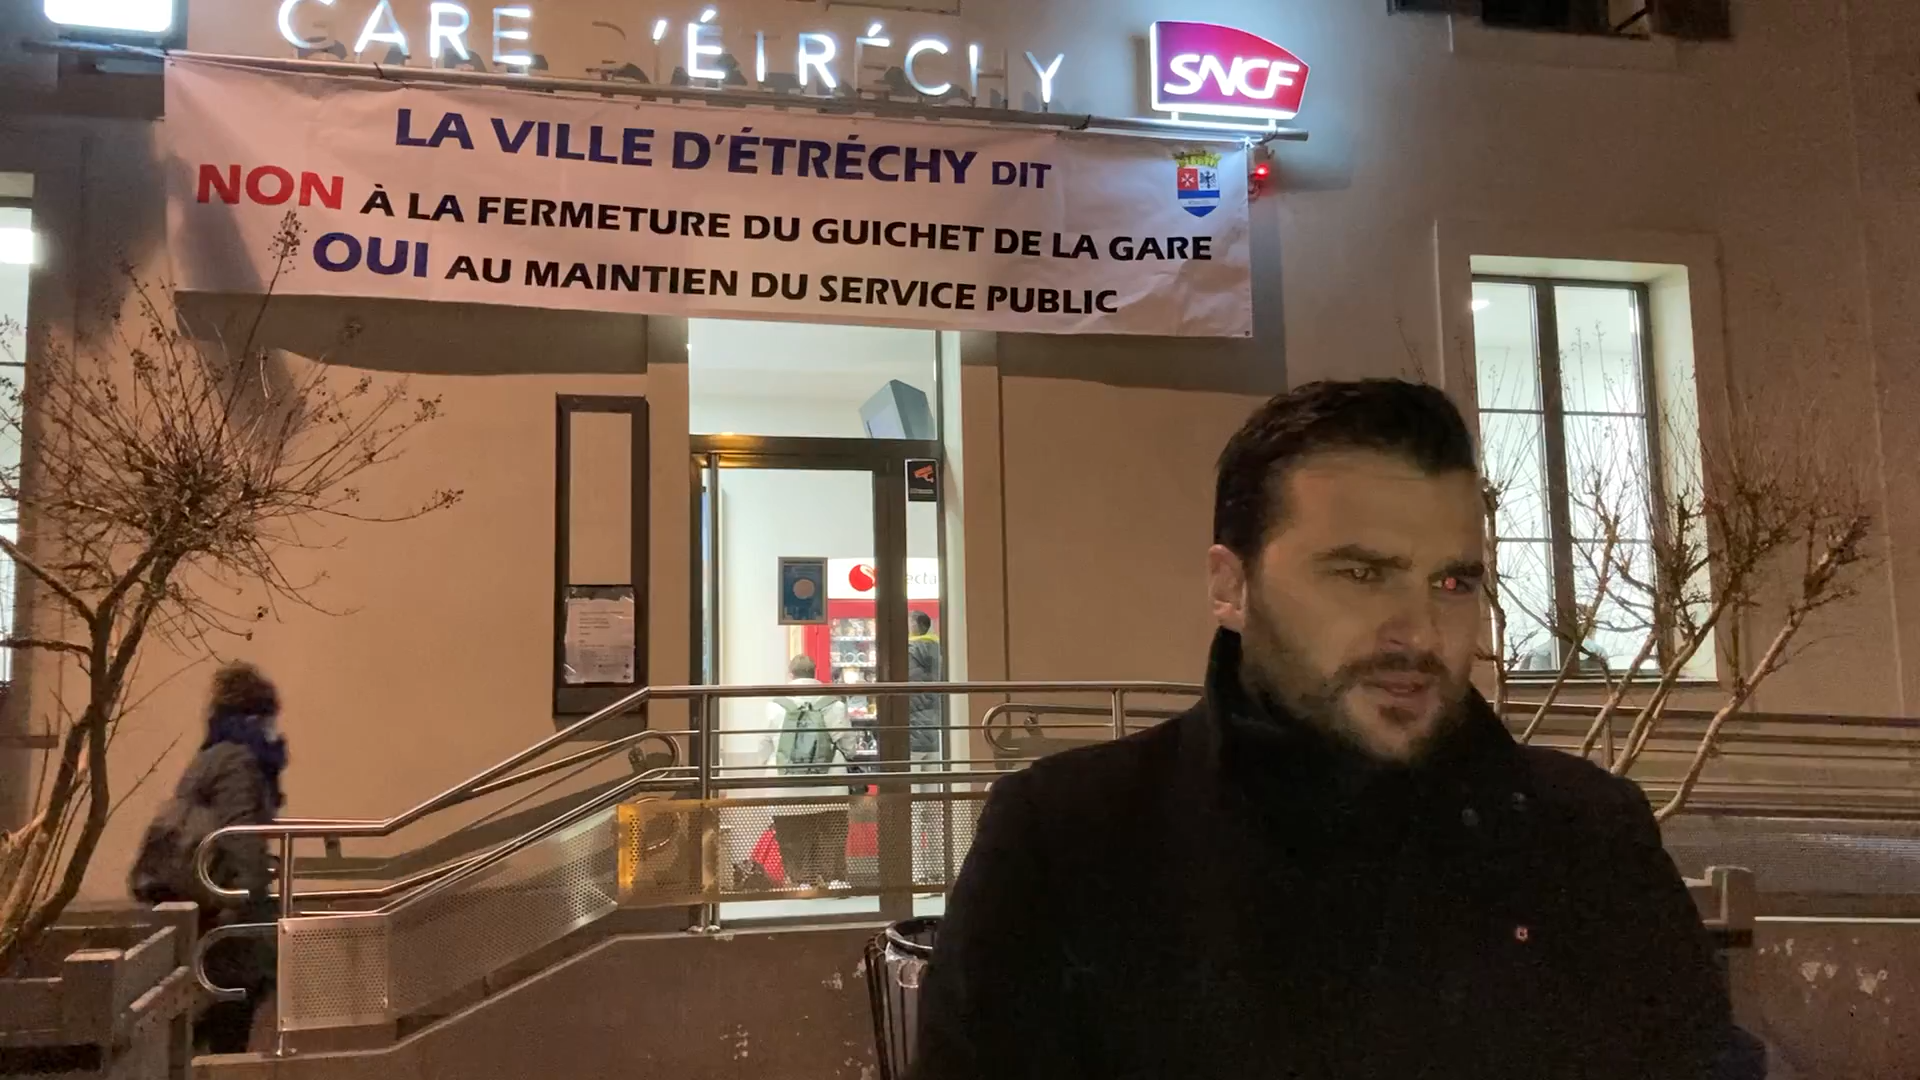 GARE D'ÉTRÉCHY
SNCF
LA VILLE D'ÉTRÉCHY DIT
NON À LA FERMETURE DU GUICHET DE LA GARE
OUI AU MAINTIEN DU SERVICE PUBLIC